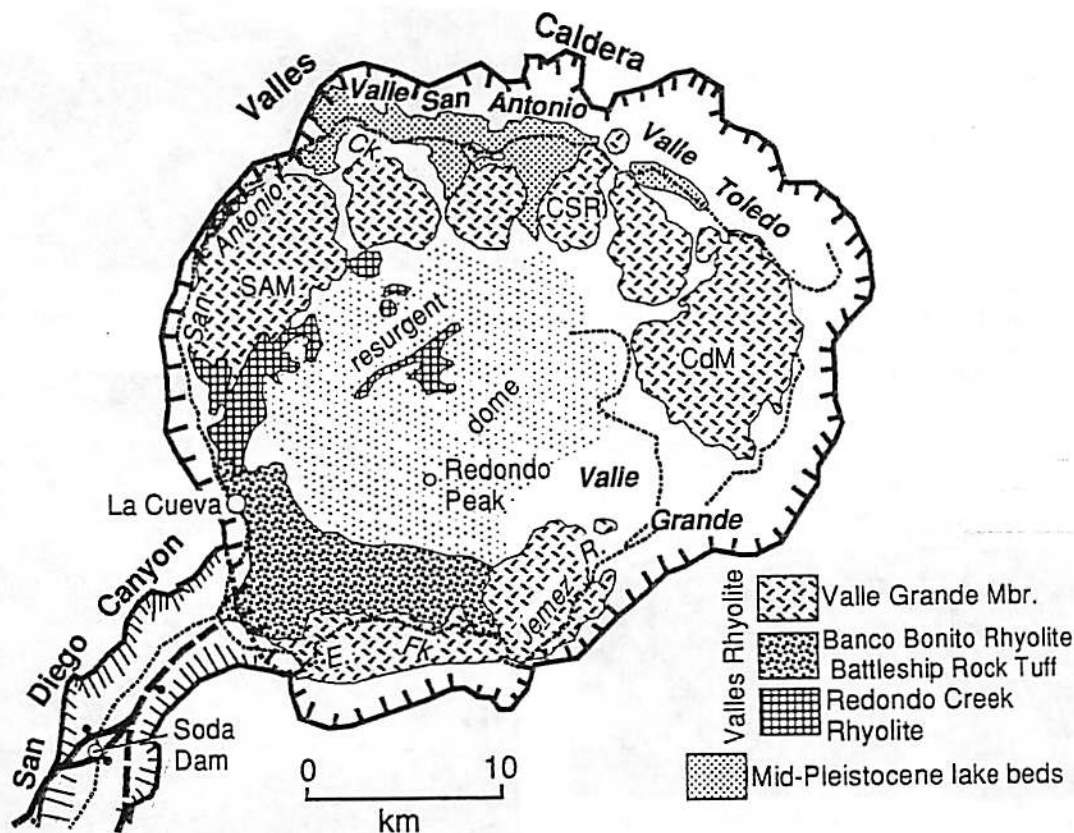 Valles
Caldera
Valle San Antonio
Valle
Toledo
Ck.
San Antonio
CSR
SAM
CdM
resurgent
dome
Redondo
Peak
La Cueva
Valle
Grande
San Diego Canyon
Jemez R.
E Fk.
Soda
Dam
0 10
km
Valles Rhyolite
Valle Grande Mbr.
Banco Bonito Rhyolite
Battleship Rock Tuff
Redondo Creek
Rhyolite
Mid-Pleistocene lake beds